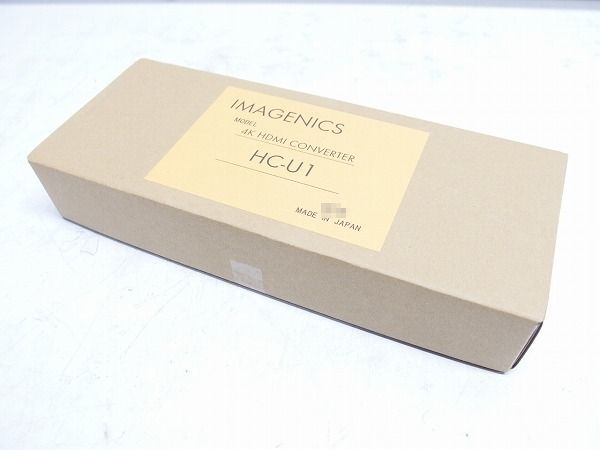 IMAGENICS
MODEL
4K HDMI CONVERTER
HC-U1
MADE IN JAPAN